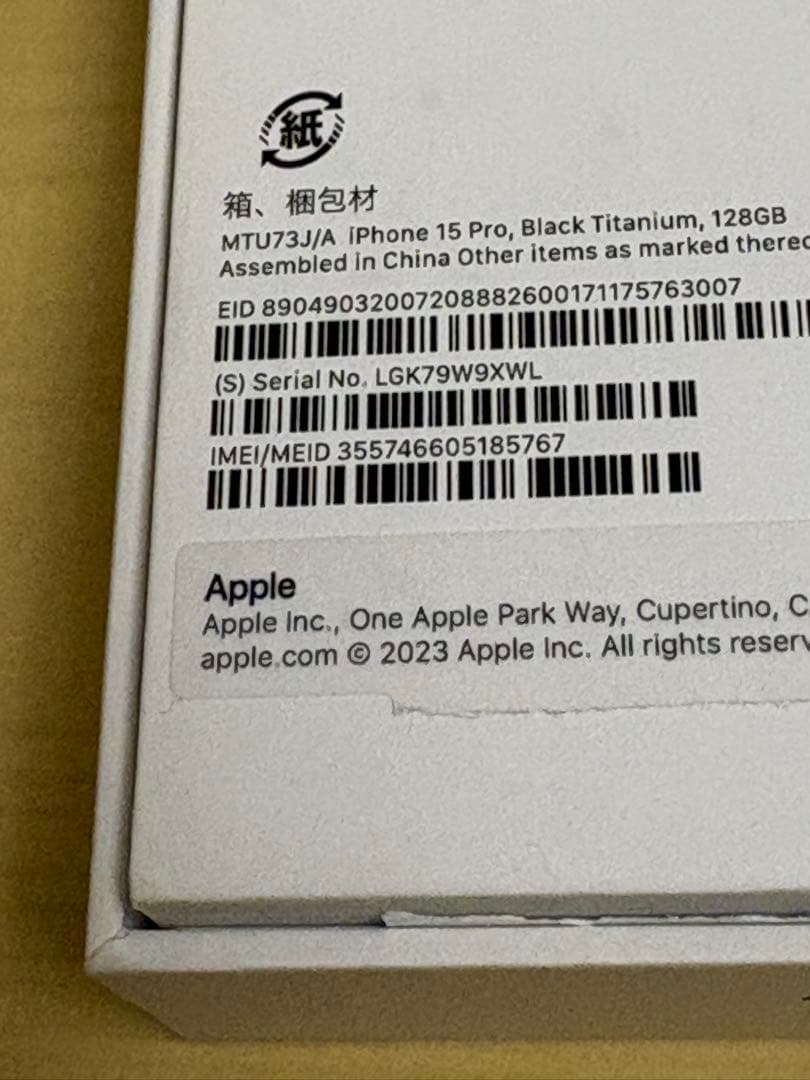 紙
箱、梱包材
MTU73J/A iPhone 15 Pro, Black Titanium, 128GB
Assembled in China Other items as marked
EID 89049032007208882600171175763007
(S) Serial No. LGK79W9XWL
IMEI/MEID 355746605185767
Apple
Apple Inc., One Apple Park Way, Cupertino,
apple.com © 2023 Apple Inc. All rights